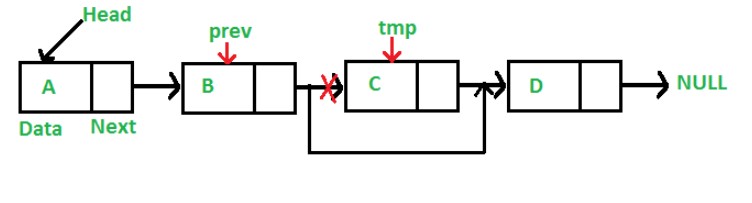 Head
prev
tmp
A
B
C
D
NULL
Data
Next